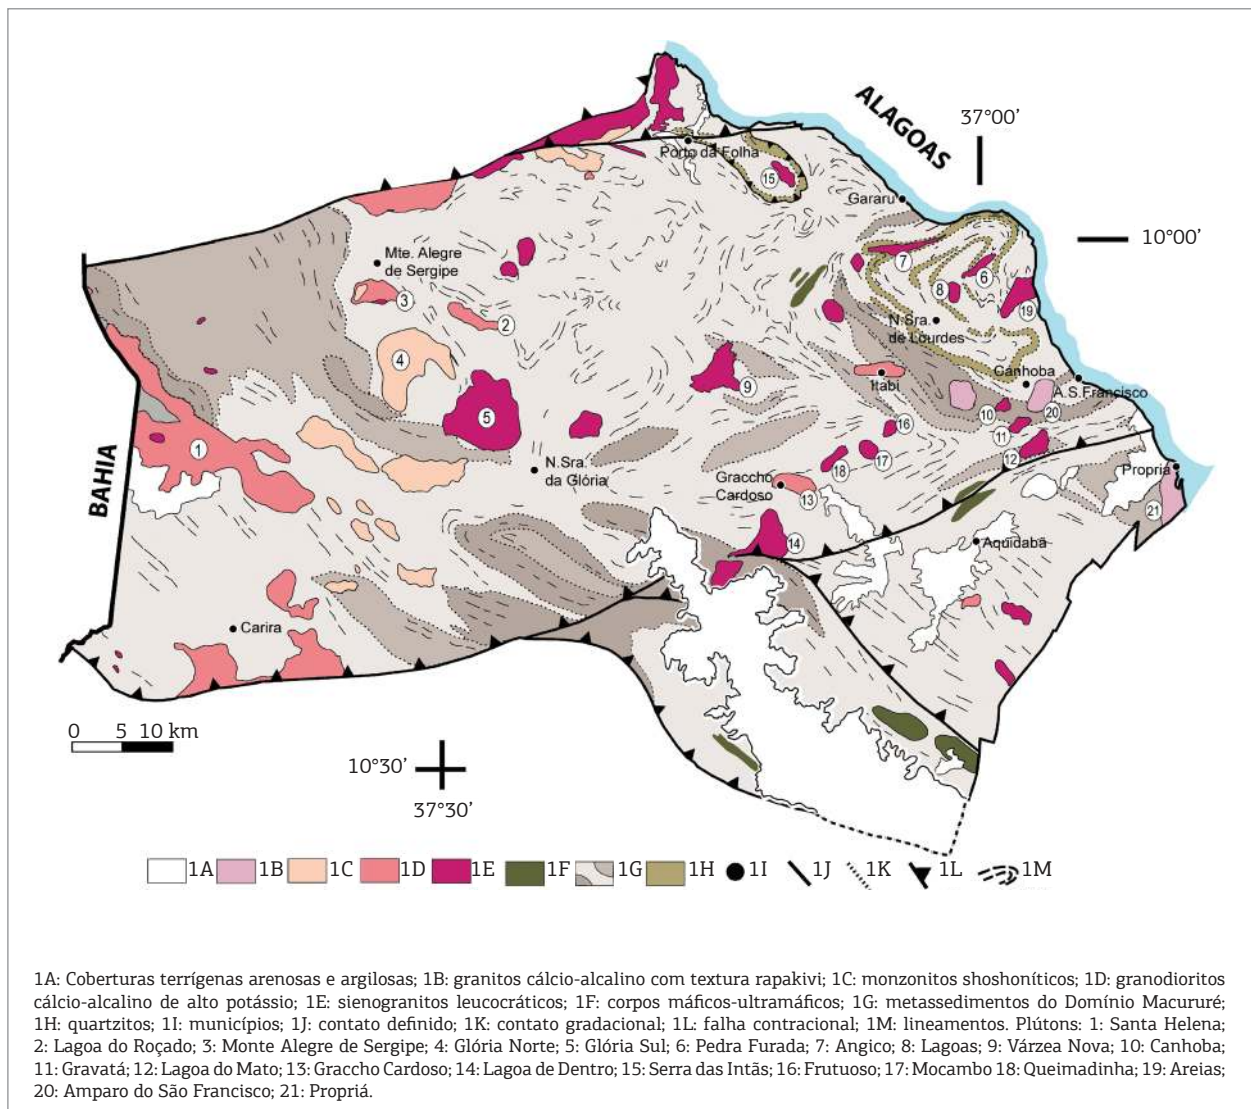 ALAGOAS
37°00'
Porto da Folha
15
Gararu
10°00'
Mte. Alegre
de Sergipe
7
6
8
3
19
2
N.Sra.
de Lourdes
4
Canhoba
Itabi
A.S.Francisco
9
5
10
20
16
11
1
BAHIA
N.Sra.
da Glória
17
18
12
Propriá
Graccho
Cardoso
13
21
14
Aquidabã
Carira
0 5 10 km
10°30'
37°30'
1A 1B 1C 1D 1E 1F 1G 1H 1I 1J 1K 1L 1M
1A: Coberturas terrígenas arenosas e argilosas; 1B: granitos cálcio-alcalino com textura rapakivi; 1C: monzonitos shoshoníticos; 1D: granodioritos
cálcio-alcalino de alto potássio; 1E: sienogranitos leucocráticos; 1F: corpos máficos-ultramáficos; 1G: metassedimentos do Domínio Macururé;
1H: quartzitos; 1I: municípios; 1J: contato definido; 1K: contato gradacional; 1L: falha contracional; 1M: lineamentos. Plútons: 1: Santa Helena;
2: Lagoa do Roçado; 3: Monte Alegre de Sergipe; 4: Glória Norte; 5: Glória Sul; 6: Pedra Furada; 7: Angico; 8: Lagoas; 9: Várzea Nova; 10: Canhoba;
11: Gravatá; 12: Lagoa do Mato; 13: Graccho Cardoso; 14: Lagoa de Dentro; 15: Serra das Intãs; 16: Frutuoso; 17: Mocambo 18: Queimadinha; 19: Areias;
20: Amparo do São Francisco; 21: Propriá.